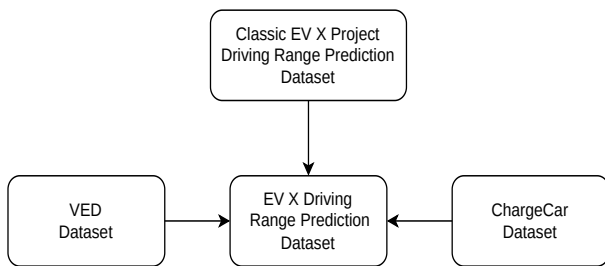 Classic EV X Project
Driving Range Prediction
Dataset
VED
Dataset
EV X Driving
Range Prediction
Dataset
ChargeCar
Dataset